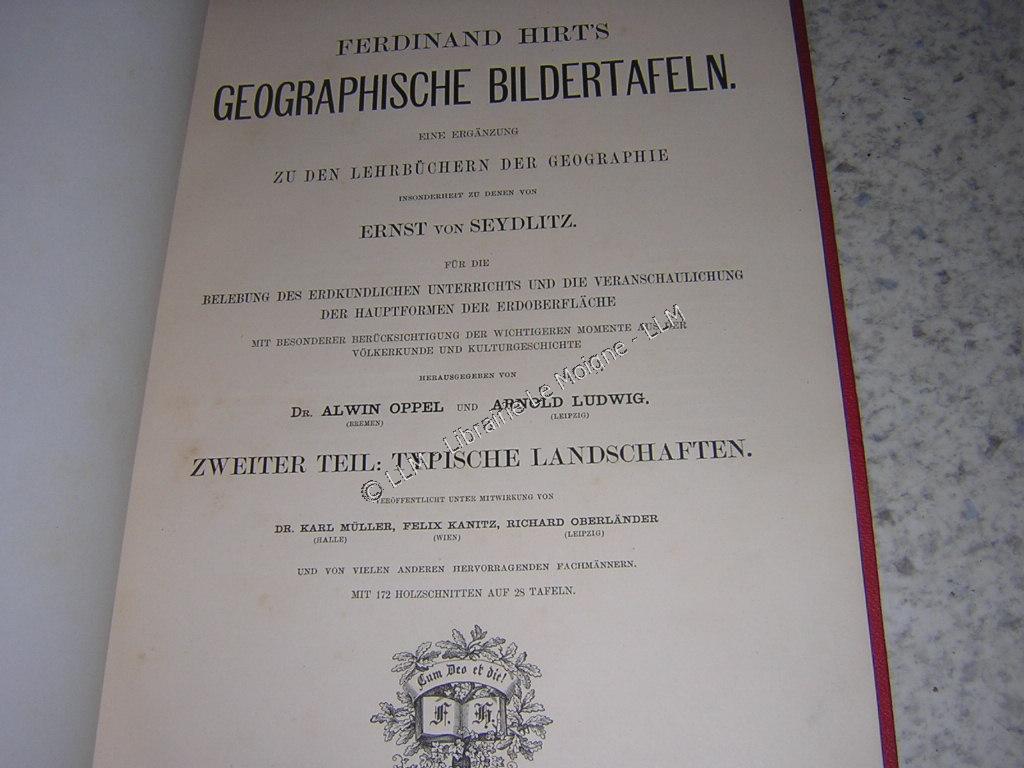 FERDINAND HIRT'S
GEOGRAPHISCHE BILDERTAFELN.
EINE ERGÄNZUNG
ZU DEN LEHRBÜCHERN DER GEOGRAPHIE
INSONDERHEIT ZU DENEN VON
ERNST VON SEYDLITZ.
FÜR DIE
BELEBUNG DES ERDKUNDLICHEN UNTERRICHTS UND DIE VERANSCHAULICHUNG
DER HAUPTFORMEN DER ERDOBERFLÄCHE
MIT BESONDERER BERÜCKSICHTIGUNG DER WICHTIGEREN MOMENTE AUS DER
VÖLKERKUNDE UND KULTURGESCHICHTE
HERAUSGEGEBEN VON
DR. ALWIN OPPEL UND ARNOLD LUDWIG.
(BREMEN) (LEIPZIG)
ZWEITER TEIL: TYPISCHE LANDSCHAFTEN.
VERÖFFENTLICHT UNTER MITWIRKUNG VON
DR. KARL MÜLLER, FELIX KANITZ, RICHARD OBERLÄNDER
(HALLE) (WIEN) (LEIPZIG)
UND VON VIELEN ANDEREN HERVORRAGENDEN FACHMÄNNERN.
MIT 172 HOLZSCHNITTEN AUF 28 TAFELN.
Cum Deo et die!
F. H.
© LLM - Librairie Le Moigne - LLM